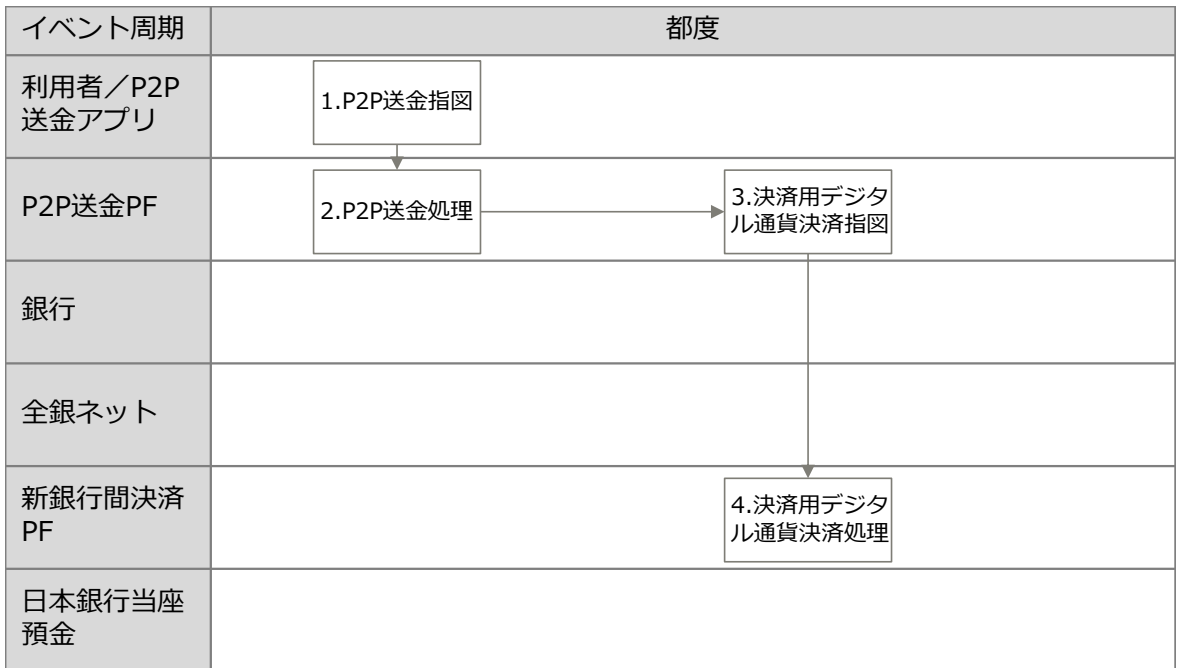 イベント周期
都度
利用者／P2P
送金アプリ
1.P2P送金指図
P2P送金PF
2.P2P送金処理
3.決済用デジタ
ル通貨決済指図
銀行
全銀ネット
新銀行間決済
PF
4.決済用デジタ
ル通貨決済処理
日本銀行当座
預金